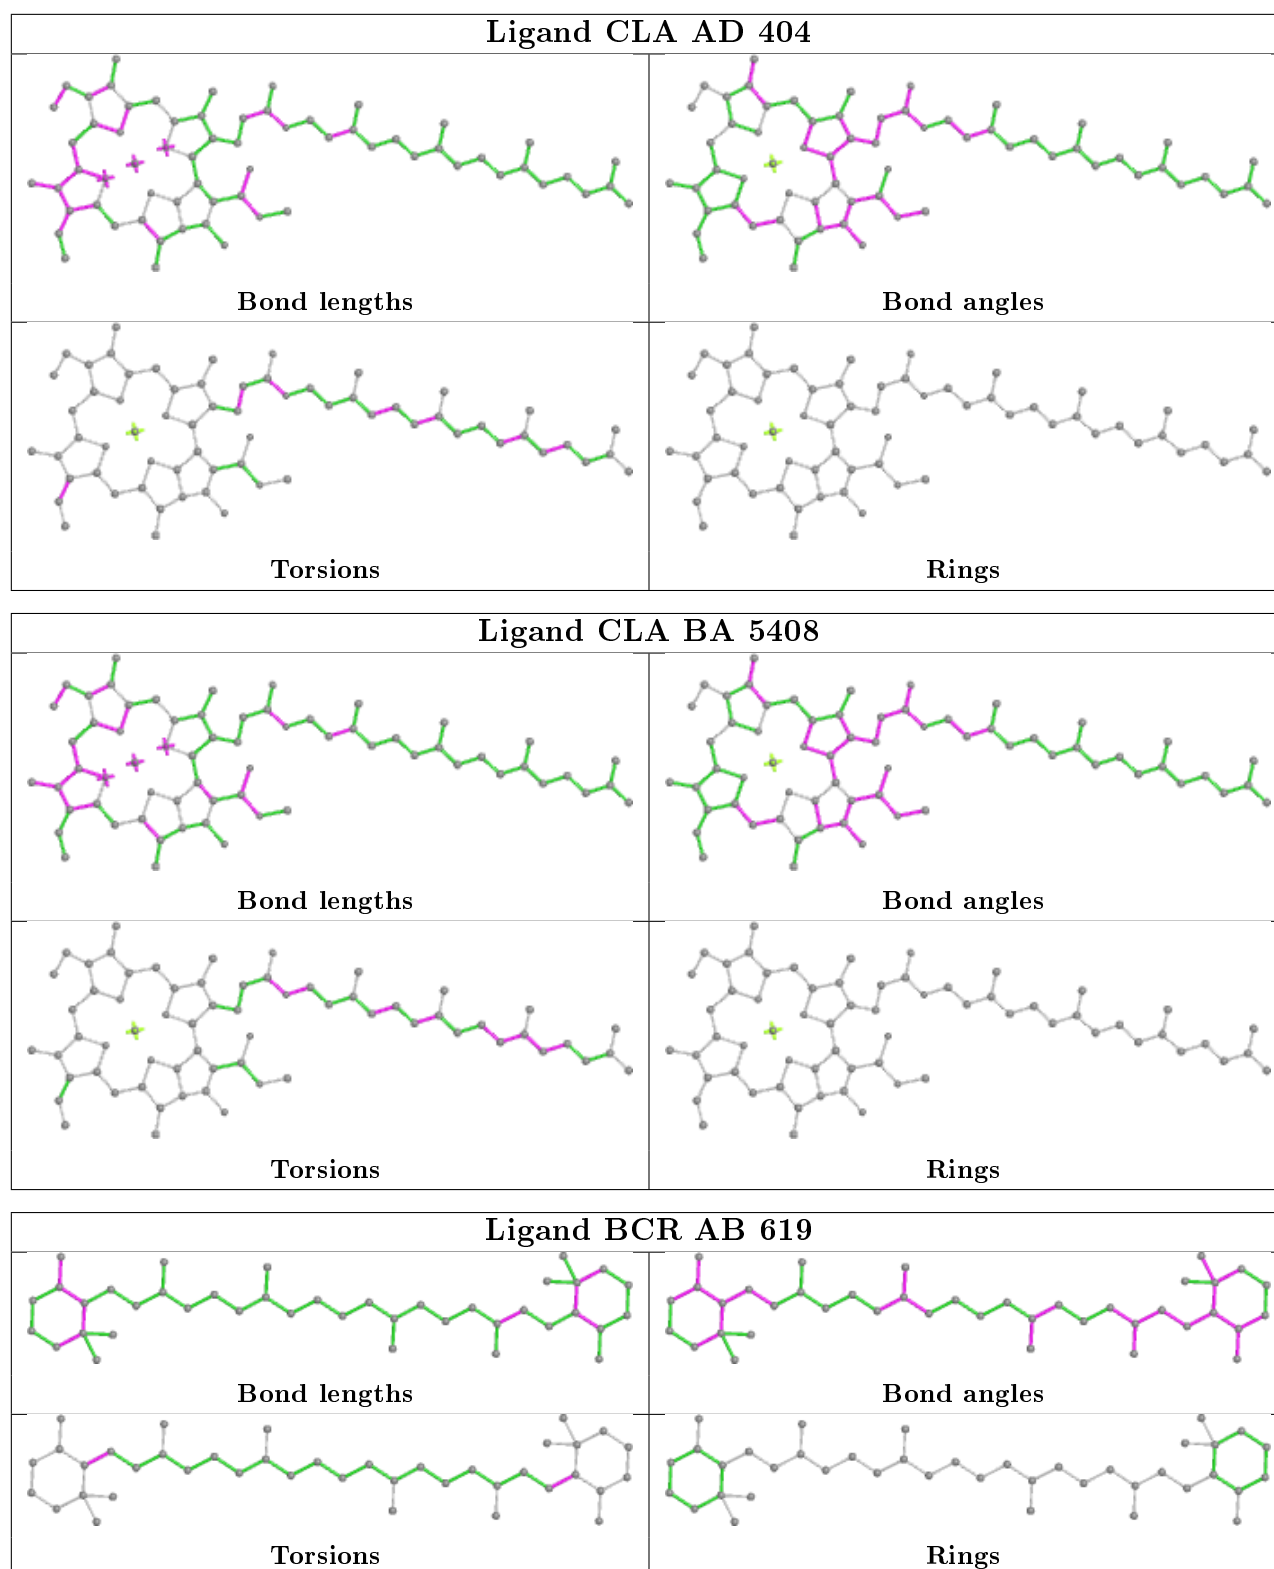 Ligand CLA AD 404
Bond lengths
Bond angles
Torsions
Rings
Ligand CLA BA 5408
Bond lengths
Bond angles
Torsions
Rings
Ligand BCR AB 619
Bond lengths
Bond angles
Torsions
Rings